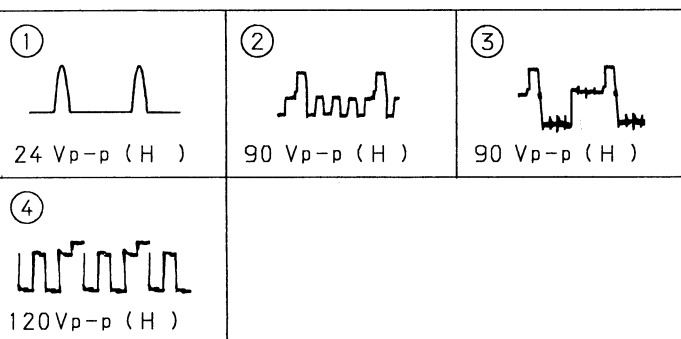 ①
24 Vp-p ( H )
②
90 Vp-p ( H )
③
90 Vp-p ( H )
④
120Vp-p ( H )